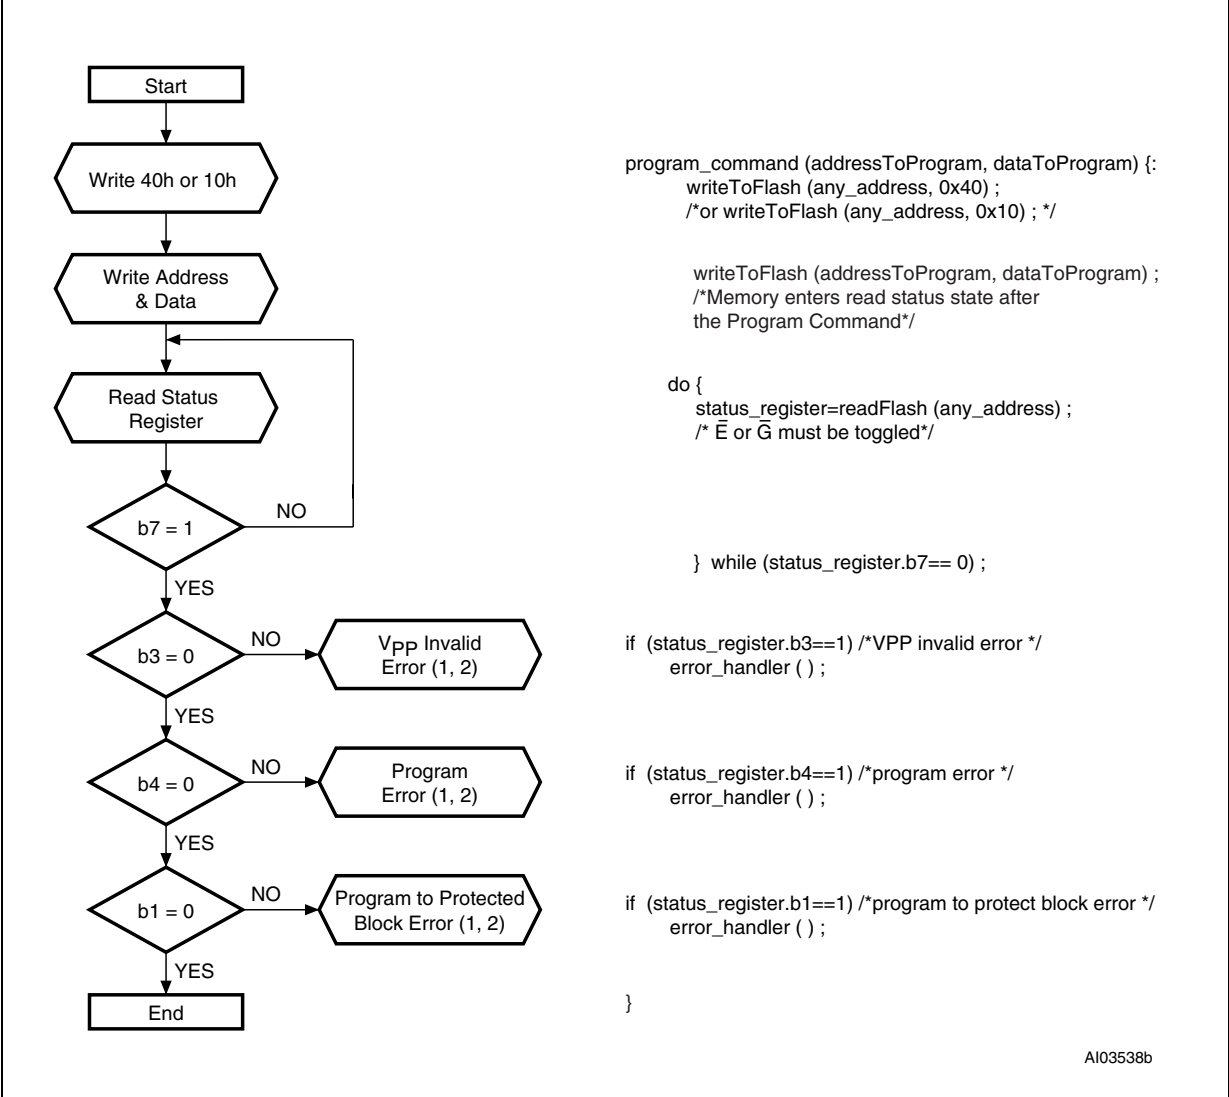 Start
Write 40h or 10h
program_command (addressToProgram, dataToProgram) {:
writeToFlash (any_address, 0x40) ;
/*or writeToFlash (any_address, 0x10) ; */
Write Address
& Data
writeToFlash (addressToProgram, dataToProgram) ;
/*Memory enters read status state after
the Program Command*/
Read Status
Register
do {
status_register=readFlash (any_address) ;
/* E̅ or G̅ must be toggled*/
b7 = 1
NO
YES
} while (status_register.b7== 0) ;
b3 = 0
NO
VPP Invalid
Error (1, 2)
YES
if (status_register.b3==1) /*VPP invalid error */
error_handler ( ) ;
b4 = 0
NO
Program
Error (1, 2)
YES
if (status_register.b4==1) /*program error */
error_handler ( ) ;
b1 = 0
NO
Program to Protected
Block Error (1, 2)
YES
if (status_register.b1==1) /*program to protect block error */
error_handler ( ) ;
End
}
AI03538b